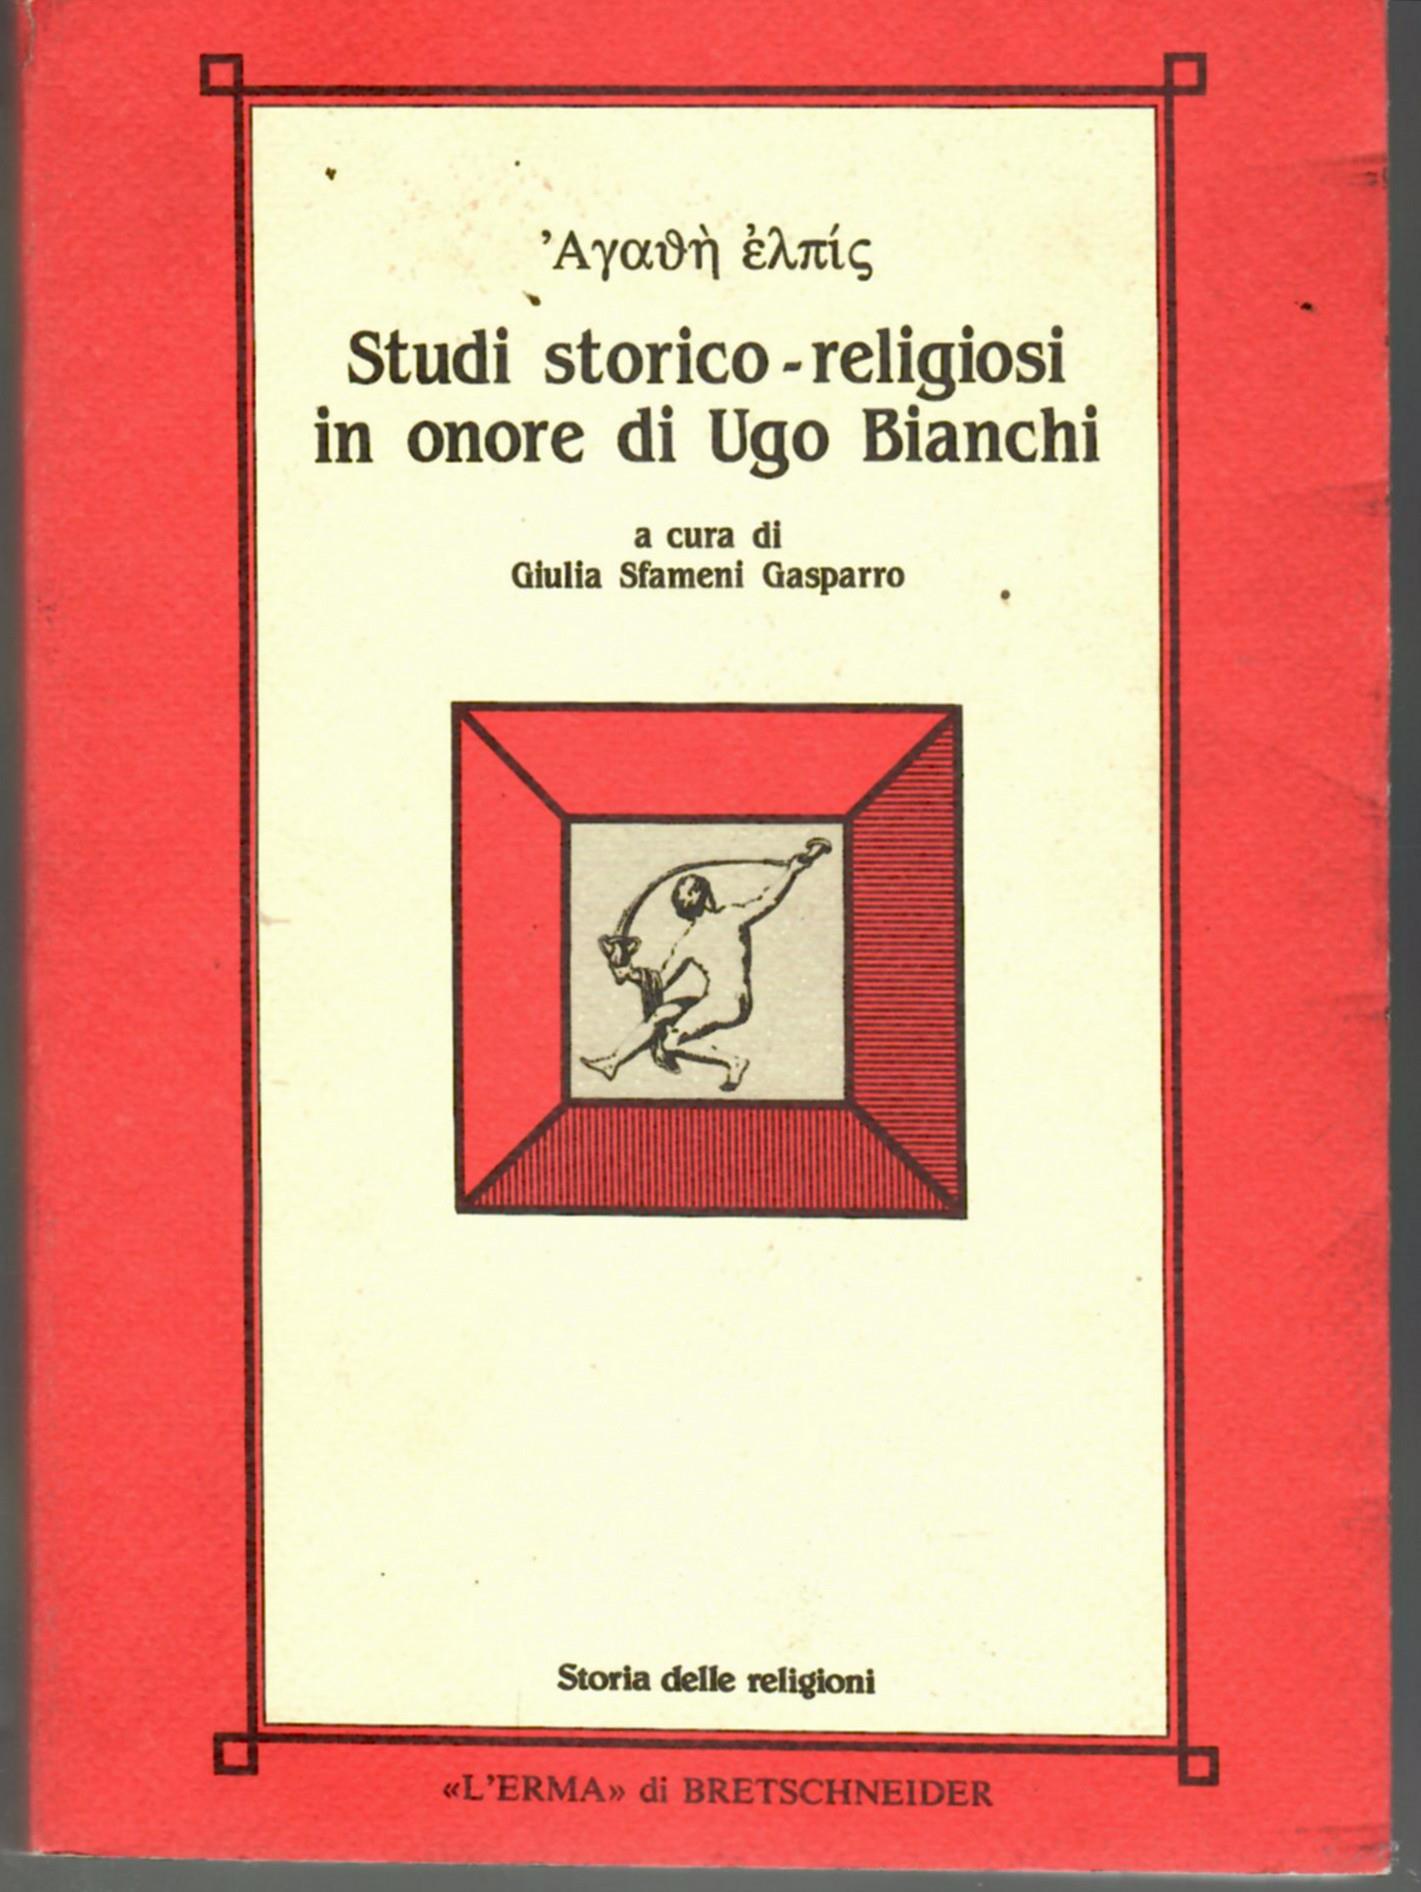 Ἀγαθὴ ἐλπίς
Studi storico-religiosi
in onore di Ugo Bianchi
a cura di
Giulia Sfameni Gasparro
Storia delle religioni
«L'ERMA» di BRETSCHNEIDER